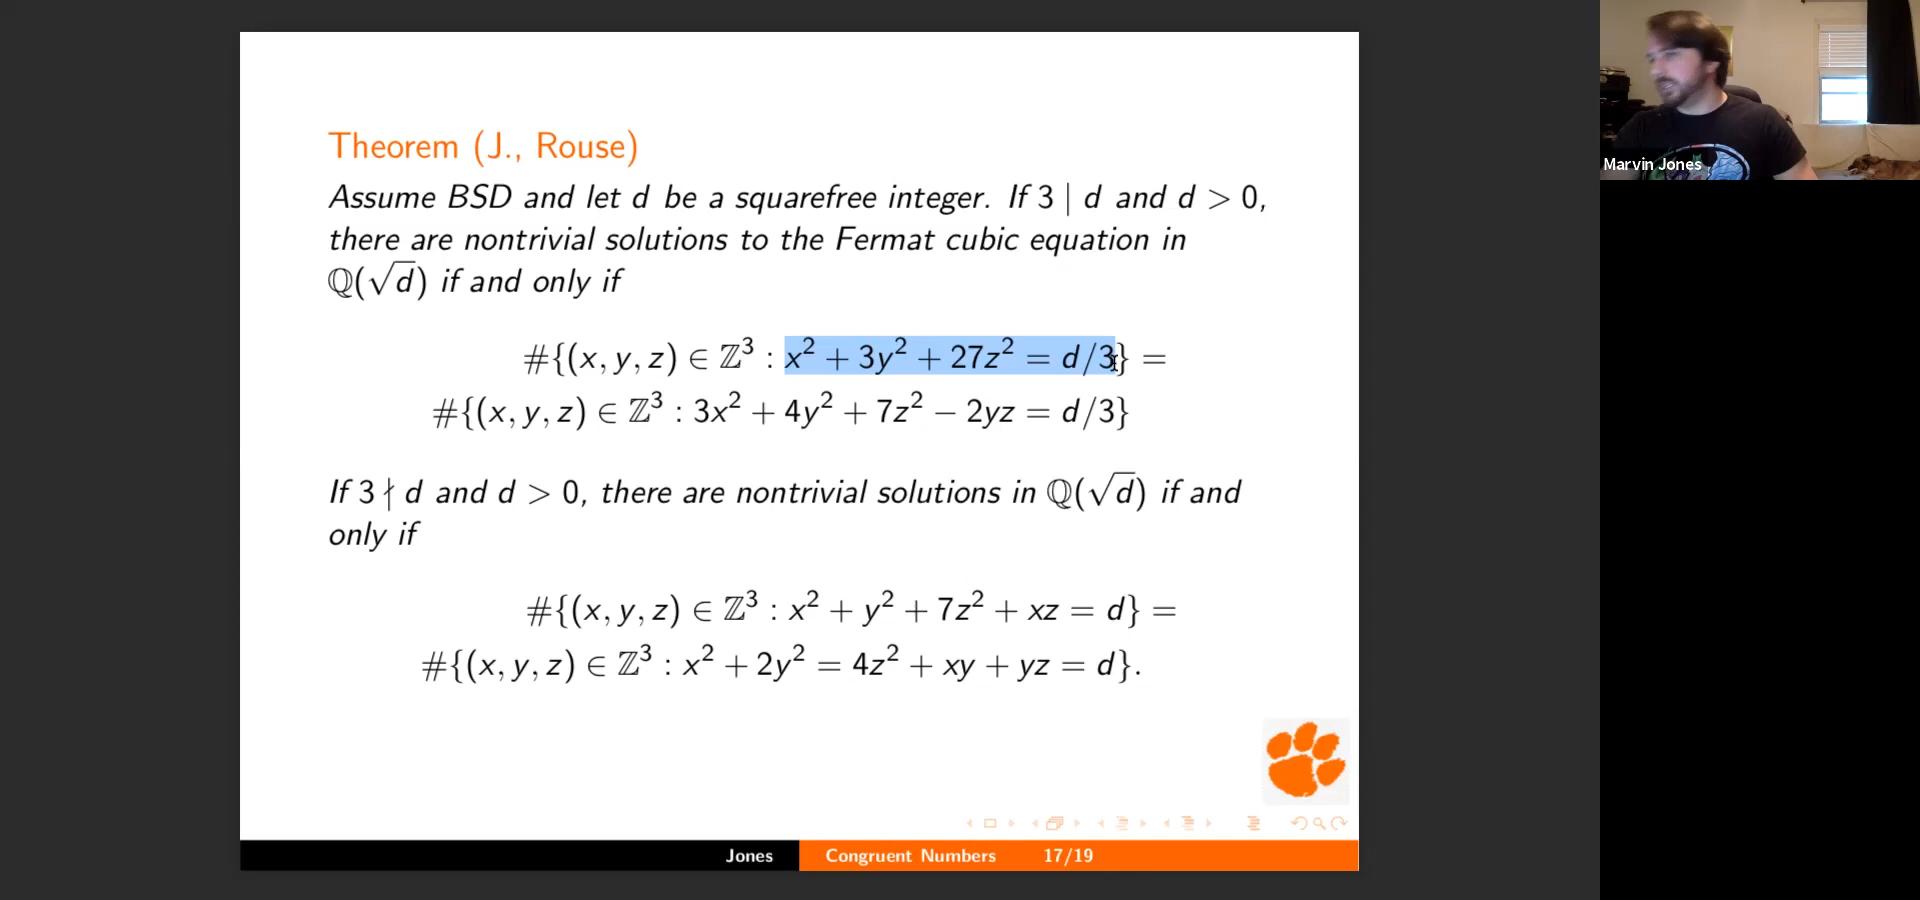 Theorem (J., Rouse)
Assume BSD and let d be a squarefree integer. If 3 | d and d > 0,
there are nontrivial solutions to the Fermat cubic equation in
ℚ(√d) if and only if
#{(x, y, z) ∈ ℤ³ : x² + 3y² + 27z² = d/3} =
#{(x, y, z) ∈ ℤ³ : 3x² + 4y² + 7z² − 2yz = d/3}
If 3 ∤ d and d > 0, there are nontrivial solutions in ℚ(√d) if and
only if
#{(x, y, z) ∈ ℤ³ : x² + y² + 7z² + xz = d} =
#{(x, y, z) ∈ ℤ³ : x² + 2y² = 4z² + xy + yz = d}.
Jones Congruent Numbers 17/19
Marvin Jones